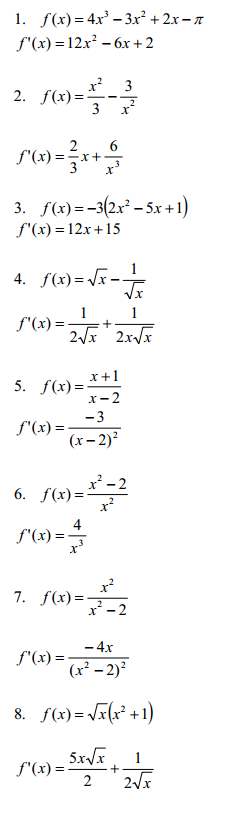 1. f(x) = 4x³ – 3x² + 2x – π
f'(x) = 12x² – 6x + 2
2. f(x) = x²/3 – 3/x²
f'(x) = 2/3 x + 6/x³
3. f(x) = –3(2x² – 5x + 1)
f'(x) = 12x + 15
4. f(x) = √x – 1/√x
f'(x) = 1/(2√x) + 1/(2x√x)
5. f(x) = (x + 1)/(x – 2)
f'(x) = –3/(x – 2)²
6. f(x) = (x² – 2)/x²
f'(x) = 4/x³
7. f(x) = x²/(x² – 2)
f'(x) = –4x/(x² – 2)²
8. f(x) = √x(x² + 1)
f'(x) = 5x√x/2 + 1/(2√x)